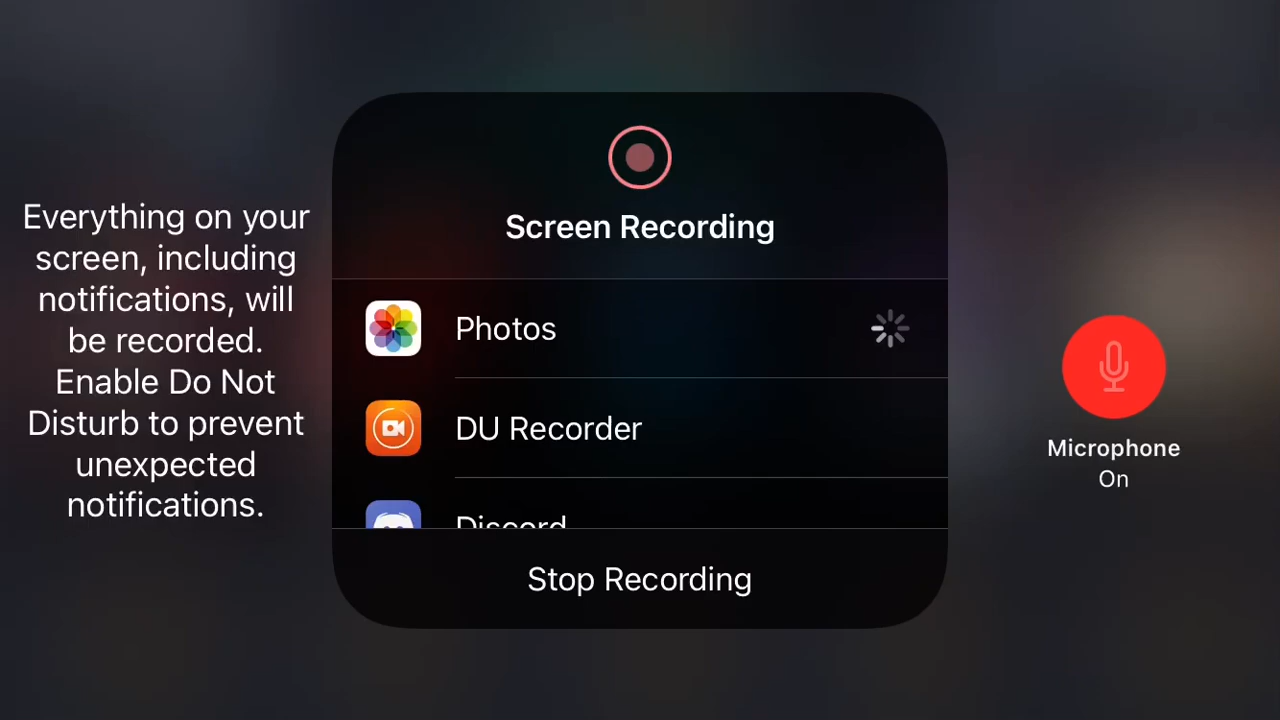 Everything on your
screen, including
notifications, will
be recorded.
Enable Do Not
Disturb to prevent
unexpected
notifications.
Screen Recording
Photos
DU Recorder
Discord
Stop Recording
Microphone
On